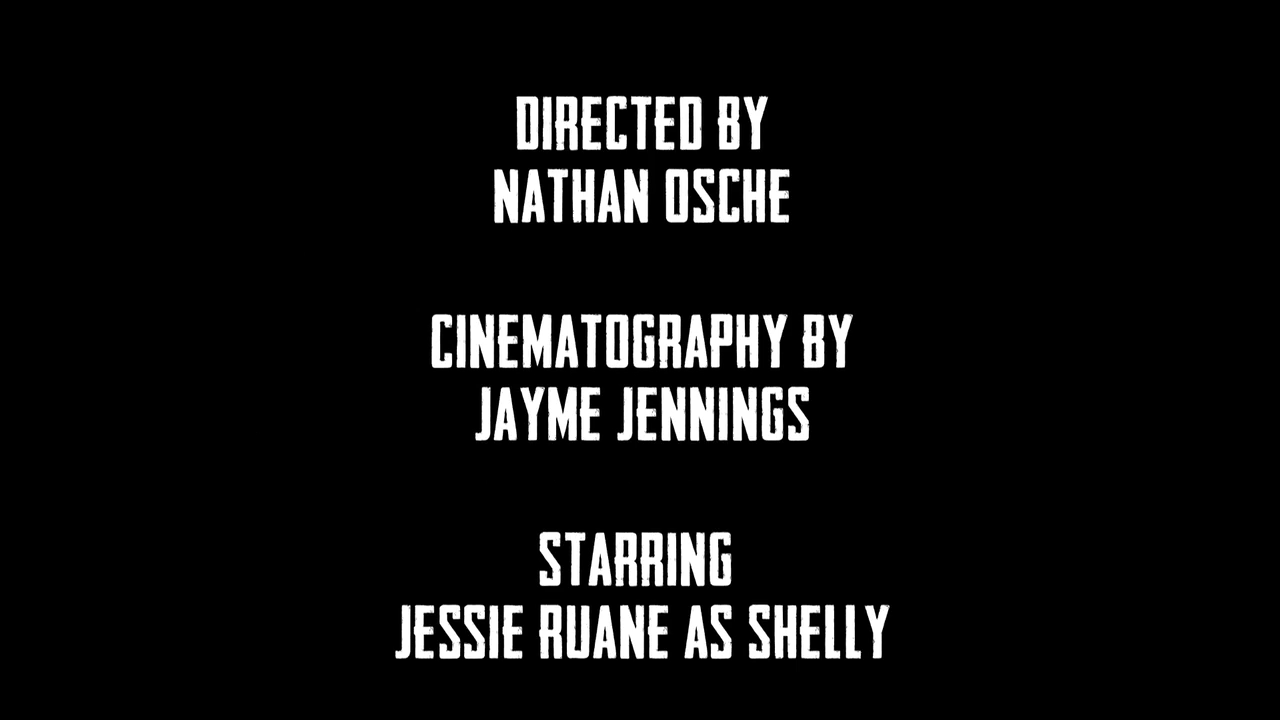 DIRECTED BY
NATHAN OSCHE
CINEMATOGRAPHY BY
JAYME JENNINGS
STARRING
JESSIE RUANE AS SHELLY